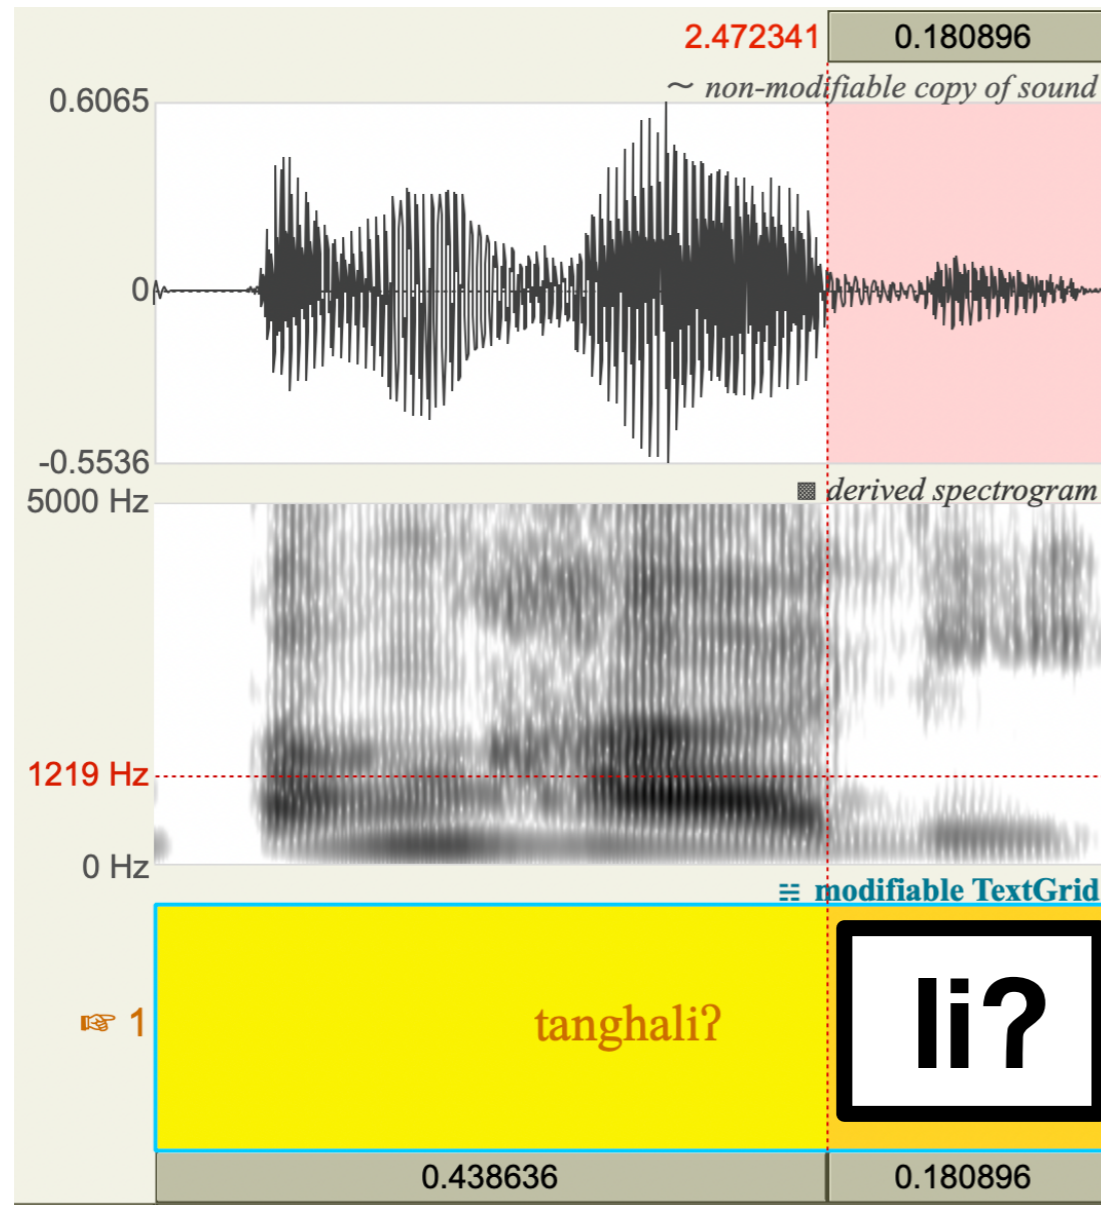 2.472341 0.180896
~ non-modifiable copy of sound
0.6065
0
-0.5536
▩ derived spectrogram
5000 Hz
1219 Hz
0 Hz
☵ modifiable TextGrid
☞ 1 tanghaliʔ liʔ
0.438636 0.180896